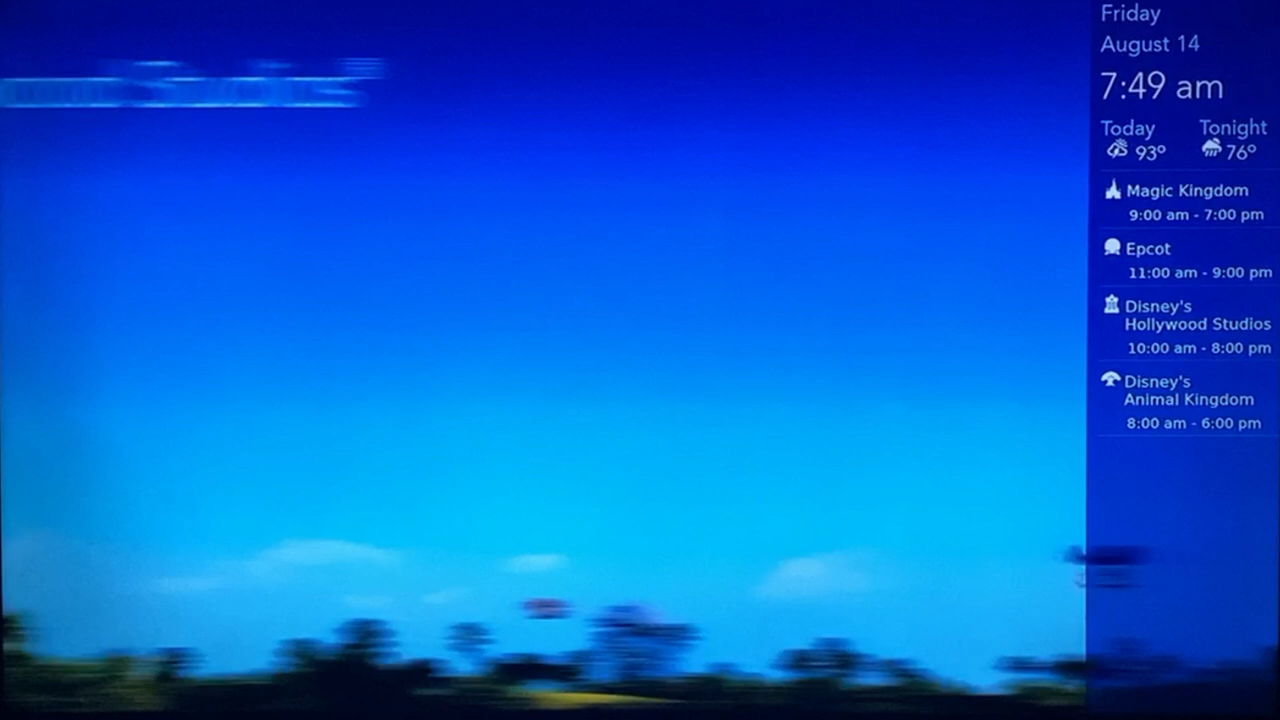 Friday
August 14
7:49 am
Today Tonight
93° 76°
Magic Kingdom
9:00 am - 7:00 pm
Epcot
11:00 am - 9:00 pm
Disney's
Hollywood Studios
10:00 am - 8:00 pm
Disney's
Animal Kingdom
8:00 am - 6:00 pm